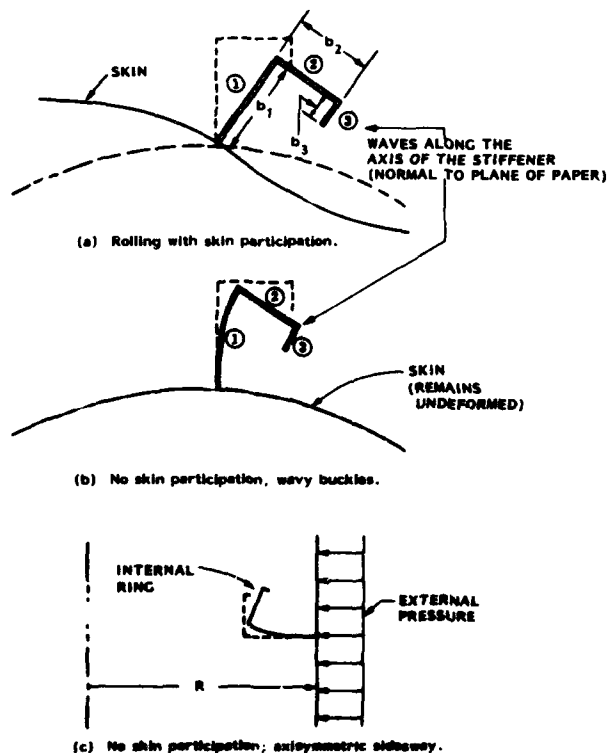 b₂
②
①
SKIN
b₁
③
b₃
WAVES ALONG THE
AXIS OF THE STIFFENER
(NORMAL TO PLANE OF PAPER)
(a) Rolling with skin participation.
②
①
③
SKIN
(REMAINS
UNDEFORMED)
(b) No skin participation, wavy buckles.
INTERNAL
RING
EXTERNAL
PRESSURE
R
(c) No skin participation; axisymmetric sidesway.